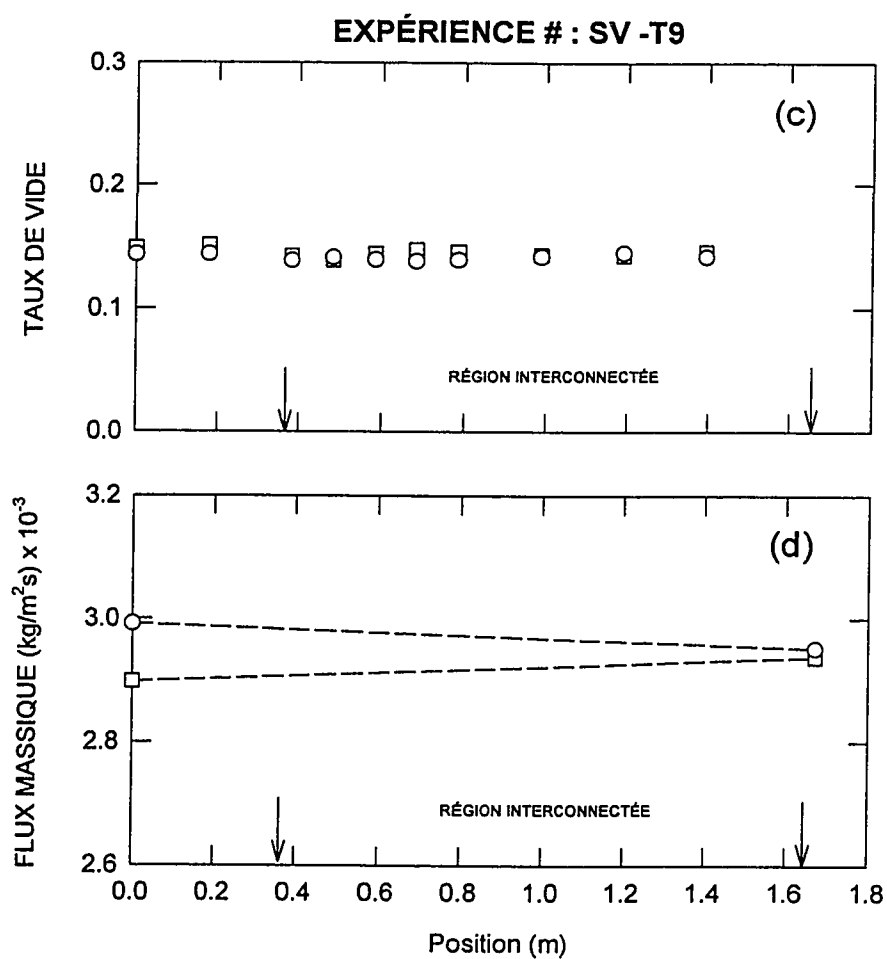 EXPÉRIENCE # : SV -T9
0.3
(c)
0.2
TAUX DE VIDE
0.1
RÉGION INTERCONNECTÉE
0.0
3.2
(d)
FLUX MASSIQUE (kg/m²s) x 10⁻³
3.0
2.8
RÉGION INTERCONNECTÉE
2.6
0.0 0.2 0.4 0.6 0.8 1.0 1.2 1.4 1.6 1.8
Position (m)